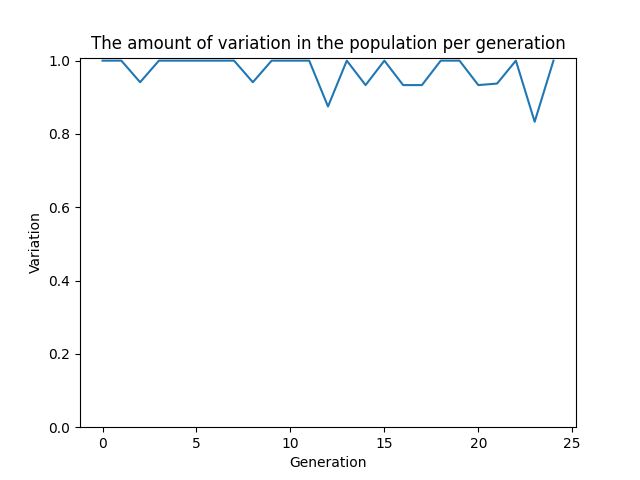 The amount of variation in the population per generation
1.0
0.8
0.6
0.4
0.2
0.0
Variation
0 5 10 15 20 25
Generation